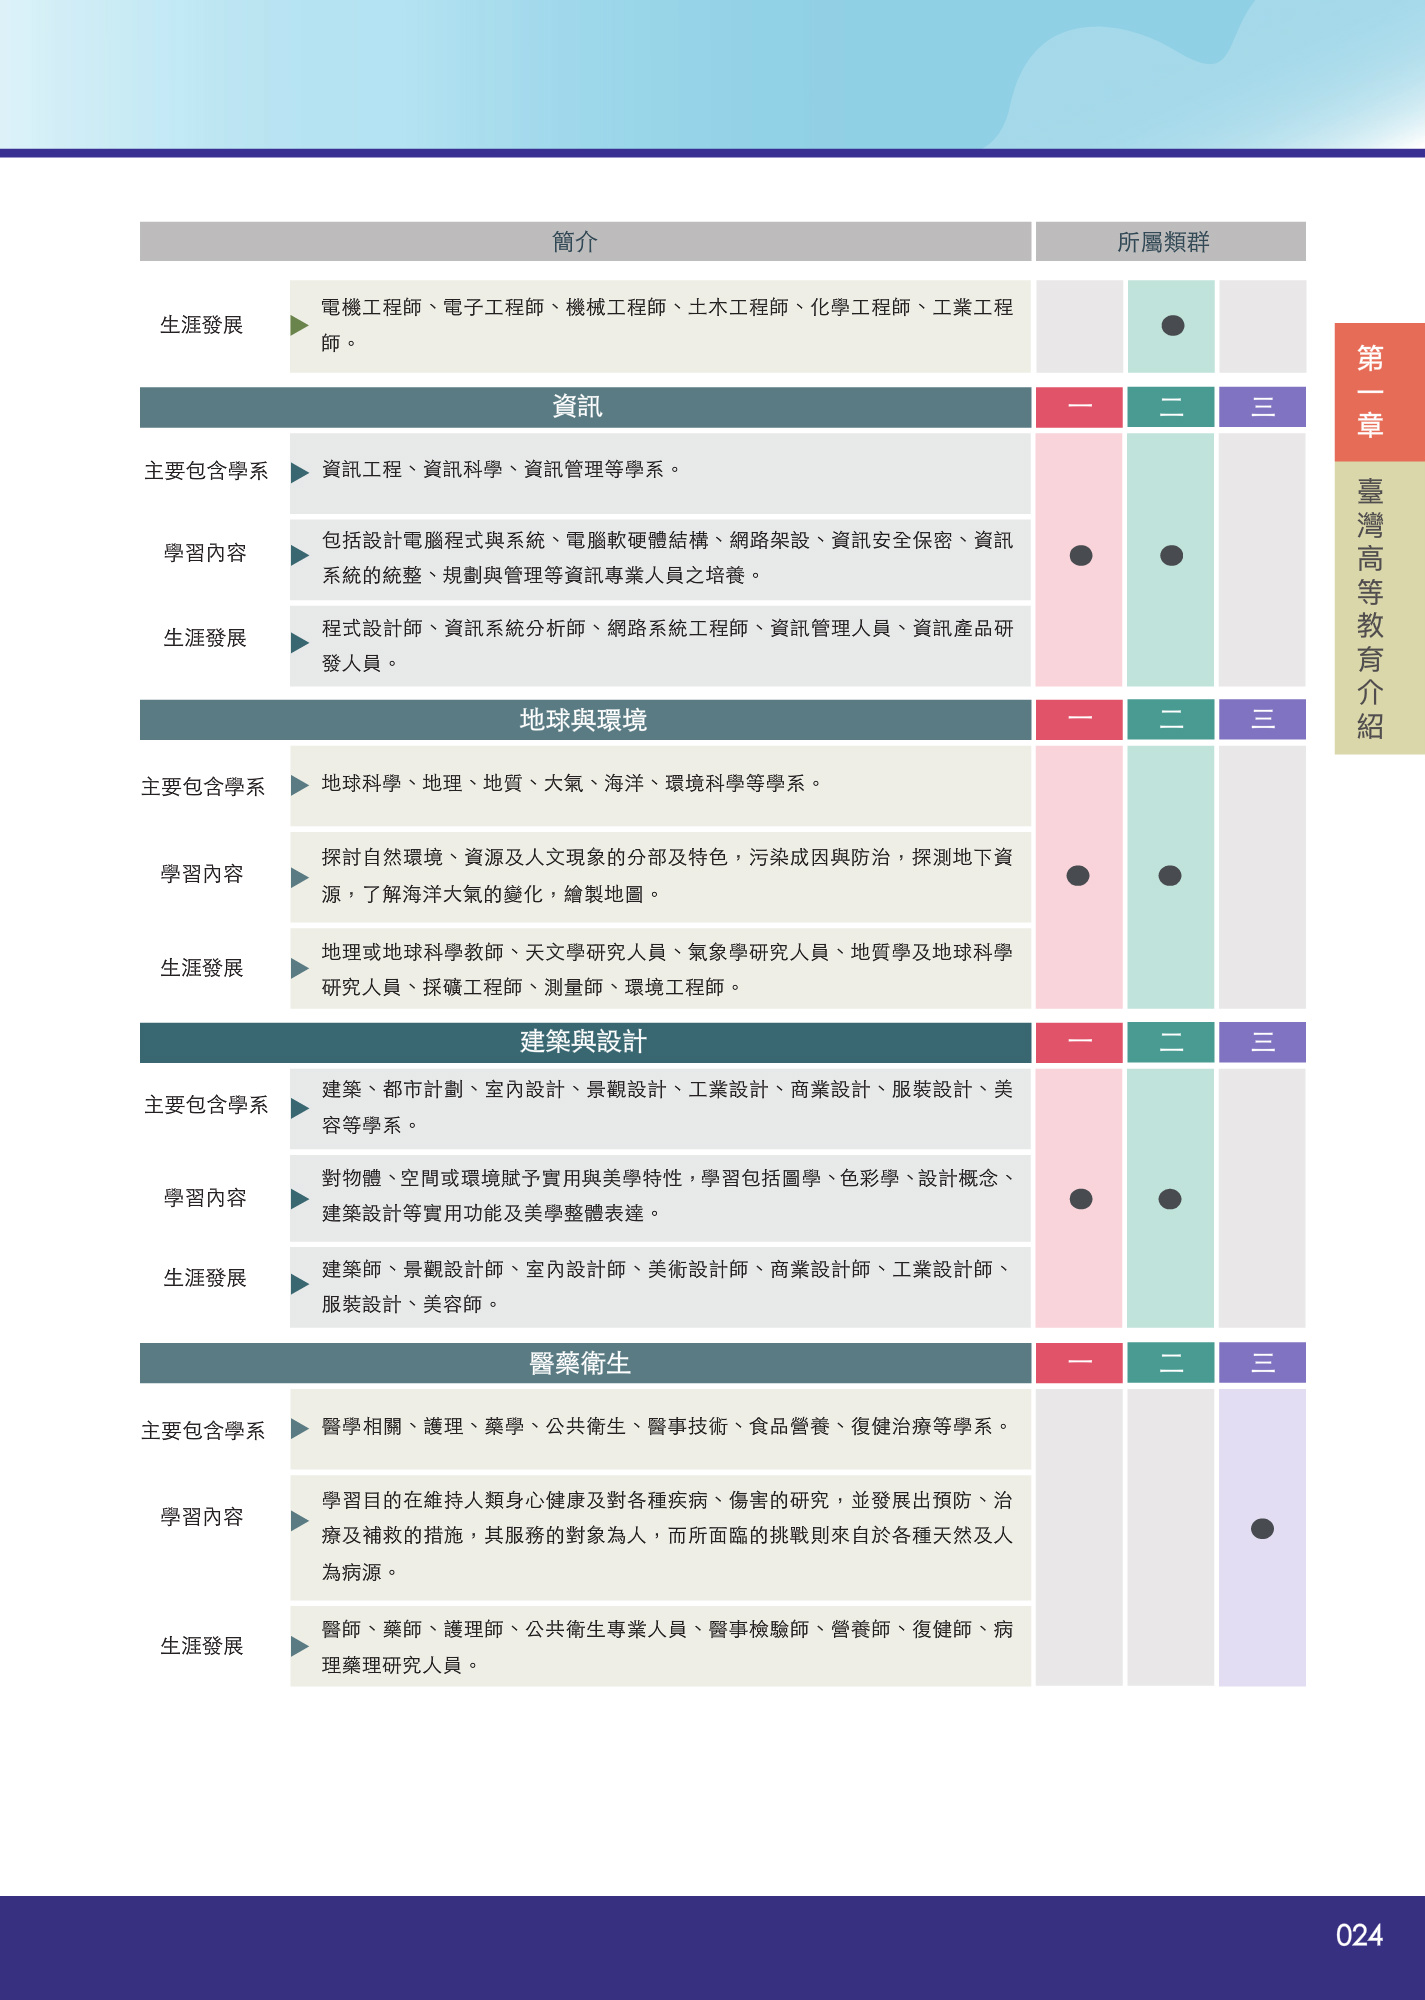 簡介 所屬類群
生涯發展
電機工程師、電子工程師、機械工程師、土木工程師、化學工程師、工業工程
師。
資訊 一 二 三
主要包含學系
資訊工程、資訊科學、資訊管理等學系。
學習內容
包括設計電腦程式與系統、電腦軟硬體結構、網路架設、資訊安全保密、資訊
系統的統整、規劃與管理等資訊專業人員之培養。
生涯發展
程式設計師、資訊系統分析師、網路系統工程師、資訊管理人員、資訊產品研
發人員。
地球與環境 一 二 三
主要包含學系
地球科學、地理、地質、大氣、海洋、環境科學等學系。
學習內容
探討自然環境、資源及人文現象的分部及特色，污染成因與防治，探測地下資
源，了解海洋大氣的變化，繪製地圖。
生涯發展
地理或地球科學教師、天文學研究人員、氣象學研究人員、地質學及地球科學
研究人員、採礦工程師、測量師、環境工程師。
建築與設計 一 二 三
主要包含學系
建築、都市計劃、室內設計、景觀設計、工業設計、商業設計、服裝設計、美
容等學系。
學習內容
對物體、空間或環境賦予實用與美學特性，學習包括圖學、色彩學、設計概念、
建築設計等實用功能及美學整體表達。
生涯發展
建築師、景觀設計師、室內設計師、美術設計師、商業設計師、工業設計師、
服裝設計、美容師。
醫藥衛生 一 二 三
主要包含學系
醫學相關、護理、藥學、公共衛生、醫事技術、食品營養、復健治療等學系。
學習內容
學習目的在維持人類身心健康及對各種疾病、傷害的研究，並發展出預防、治
療及補救的措施，其服務的對象為人，而所面臨的挑戰則來自於各種天然及人
為病源。
生涯發展
醫師、藥師、護理師、公共衛生專業人員、醫事檢驗師、營養師、復健師、病
理藥理研究人員。
第一章
臺灣高等教育介紹
024